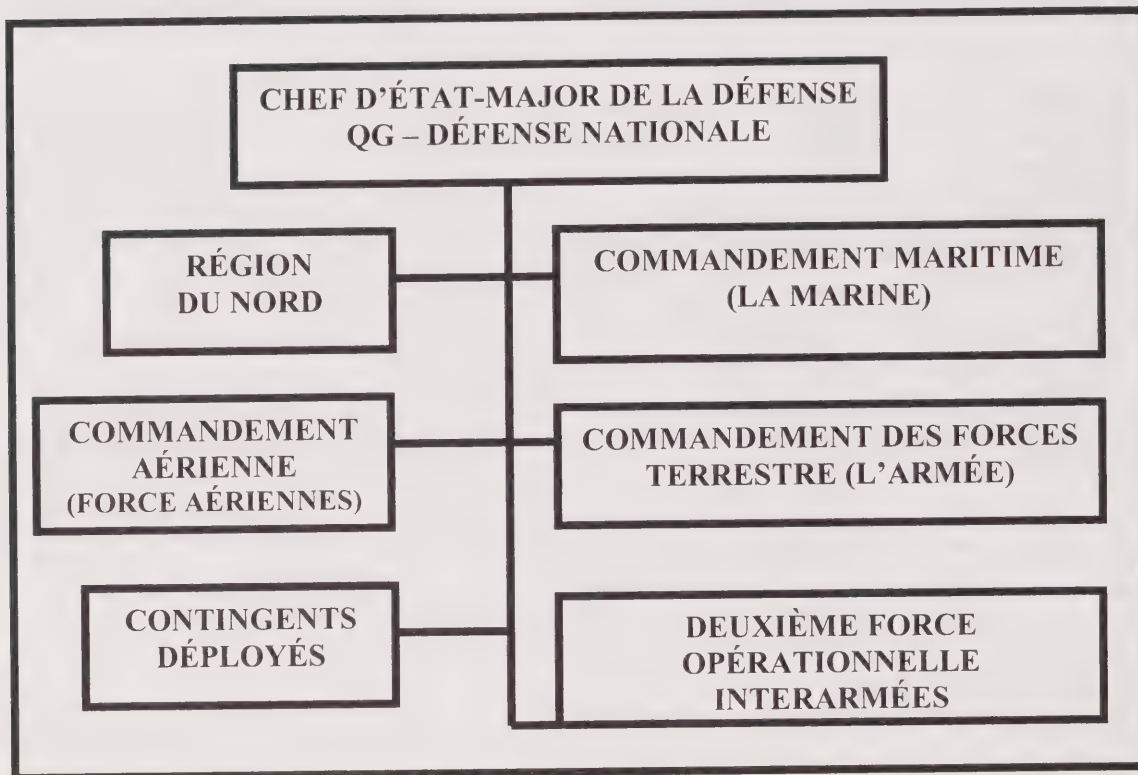 CHEF D'ÉTAT-MAJOR DE LA DÉFENSE
QG – DÉFENSE NATIONALE
RÉGION
DU NORD
COMMANDEMENT MARITIME
(LA MARINE)
COMMANDEMENT
AÉRIENNE
(FORCE AÉRIENNES)
COMMANDEMENT DES FORCES
TERRESTRE (L'ARMÉE)
CONTINGENTS
DÉPLOYÉS
DEUXIÈME FORCE
OPÉRATIONNELLE
INTERARMÉES